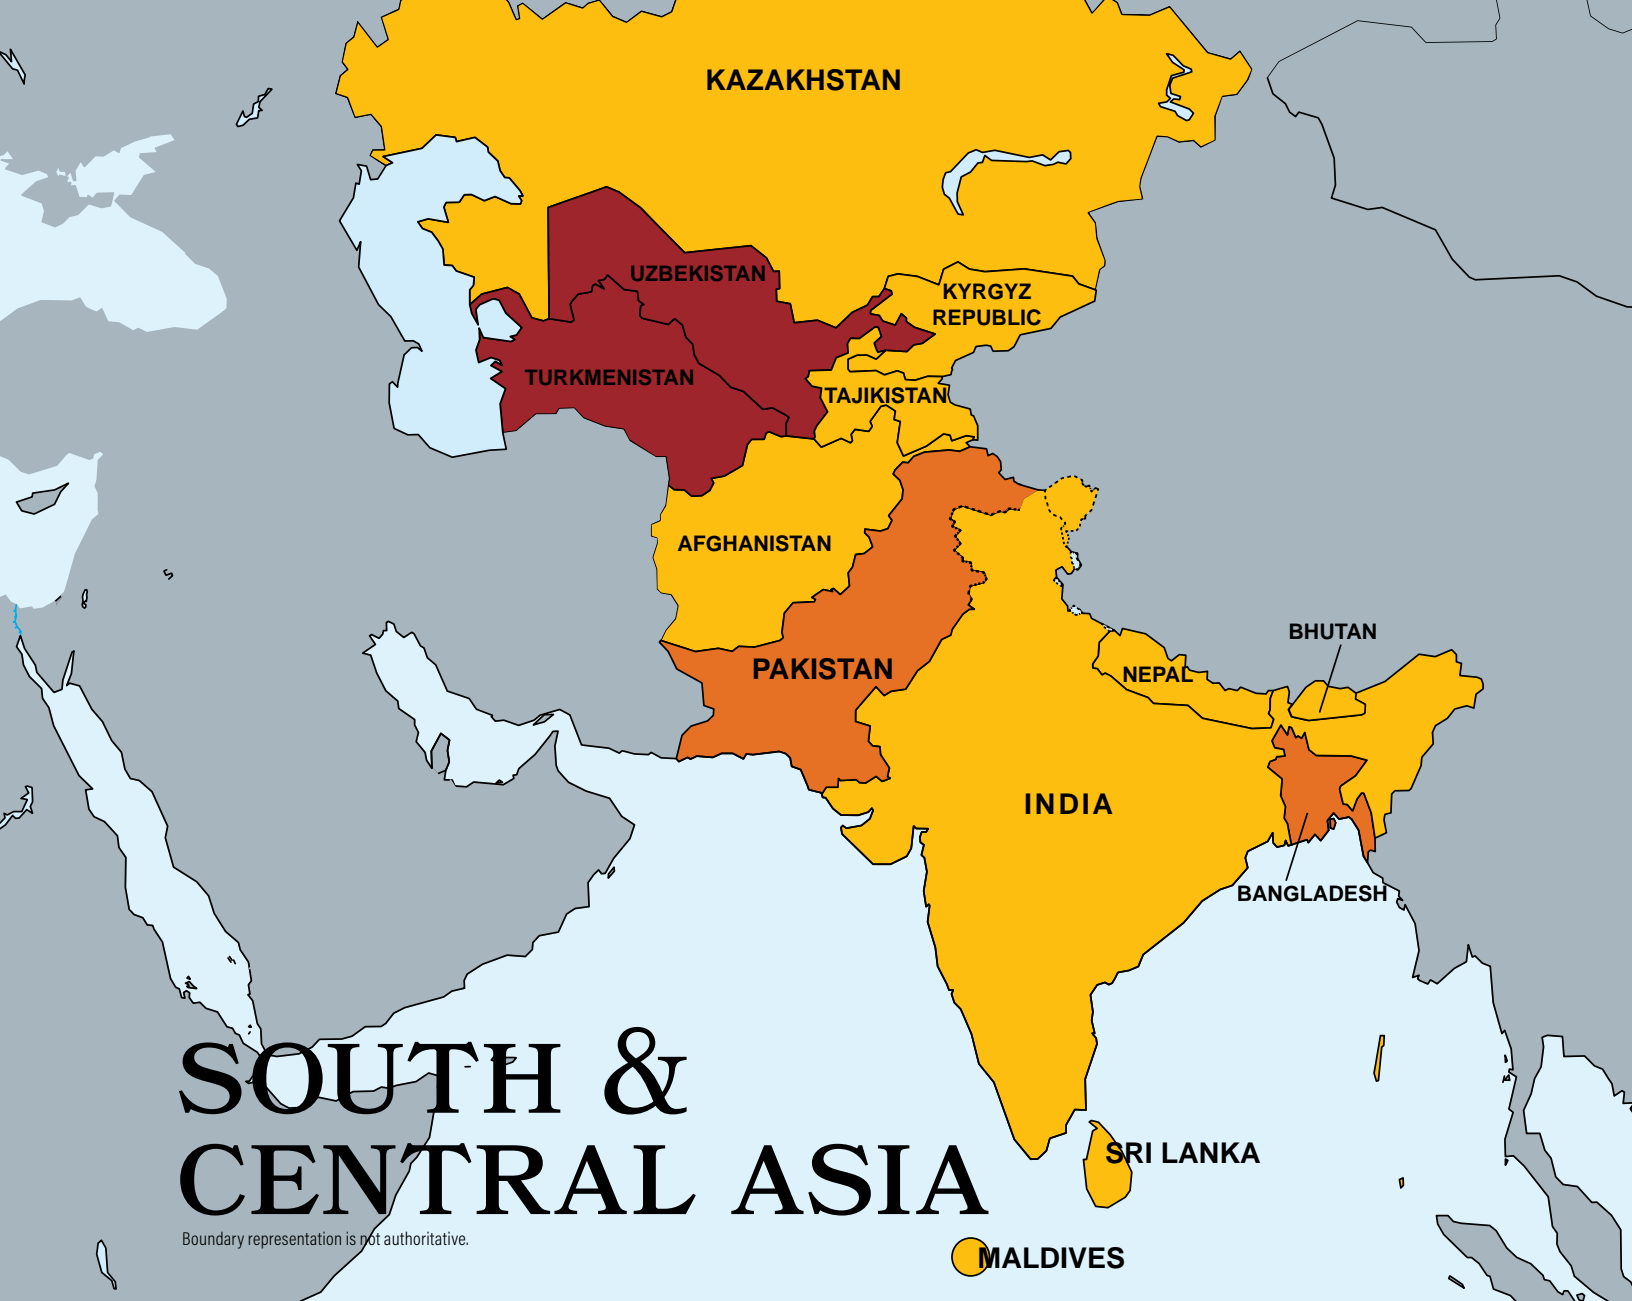 KAZAKHSTAN
UZBEKISTAN
KYRGYZ
REPUBLIC
TURKMENISTAN
TAJIKISTAN
AFGHANISTAN
PAKISTAN
BHUTAN
NEPAL
INDIA
BANGLADESH
SOUTH &
CENTRAL ASIA
SRI LANKA
Boundary representation is not authoritative.
MALDIVES